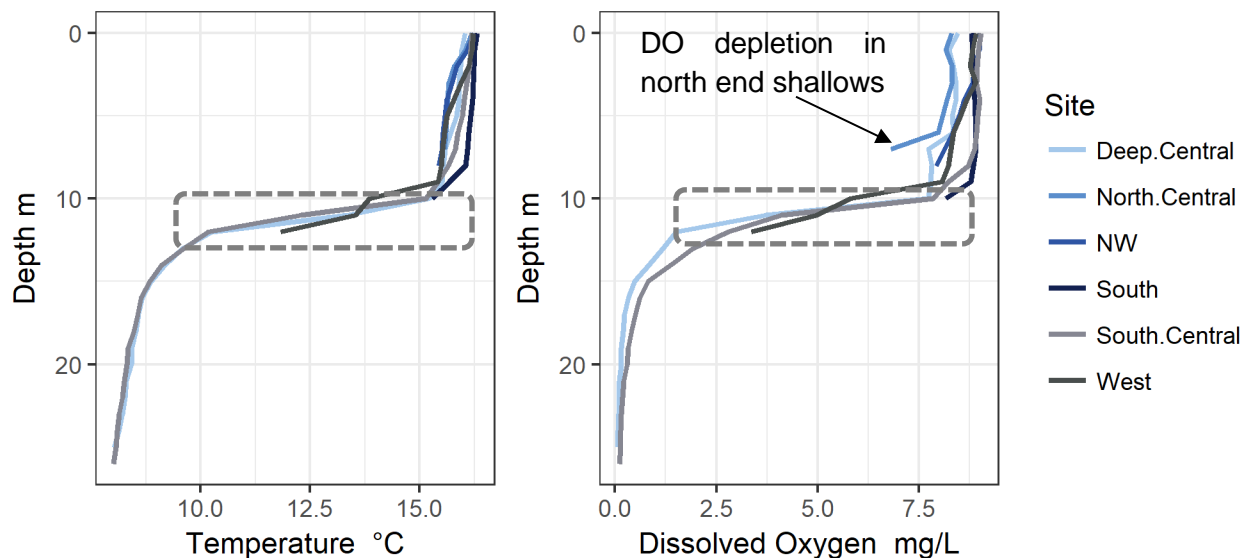 0
10
20
Depth m
10.0
12.5
15.0
Temperature °C
DO depletion in
north end shallows
0
10
20
Depth m
0.0
2.5
5.0
7.5
Dissolved Oxygen mg/L
Site
Deep.Central
North.Central
NW
South
South.Central
West